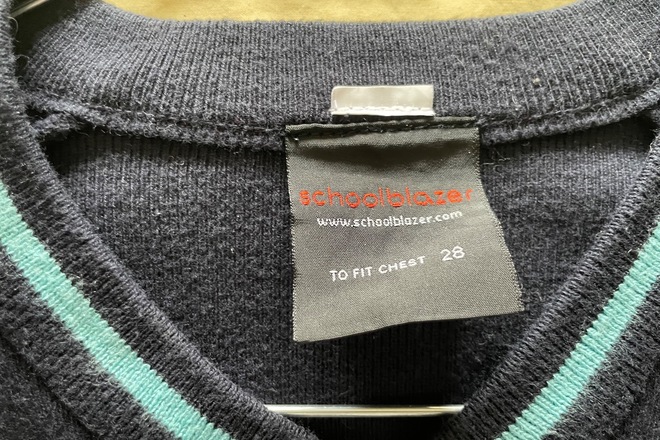 schoolblazer
www.schoolblazer.com
TO FIT CHEST 28